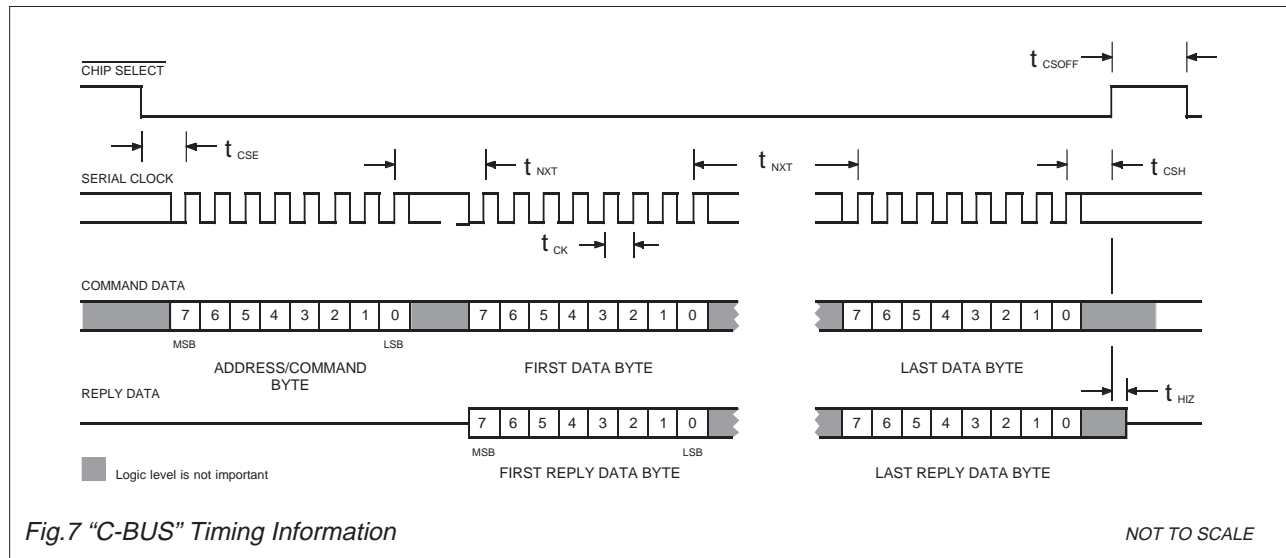 t CSOFF
CHIP SELECT
t CSE
t NXT
t NXT
t CSH
SERIAL CLOCK
t CK
COMMAND DATA
7 6 5 4 3 2 1 0 7 6 5 4 3 2 1 0 7 6 5 4 3 2 1 0
MSB LSB
ADDRESS/COMMAND
BYTE
FIRST DATA BYTE
LAST DATA BYTE
REPLY DATA
t HIZ
7 6 5 4 3 2 1 0 7 6 5 4 3 2 1 0
MSB LSB
Logic level is not important
FIRST REPLY DATA BYTE
LAST REPLY DATA BYTE
Fig.7 “C-BUS” Timing Information
NOT TO SCALE